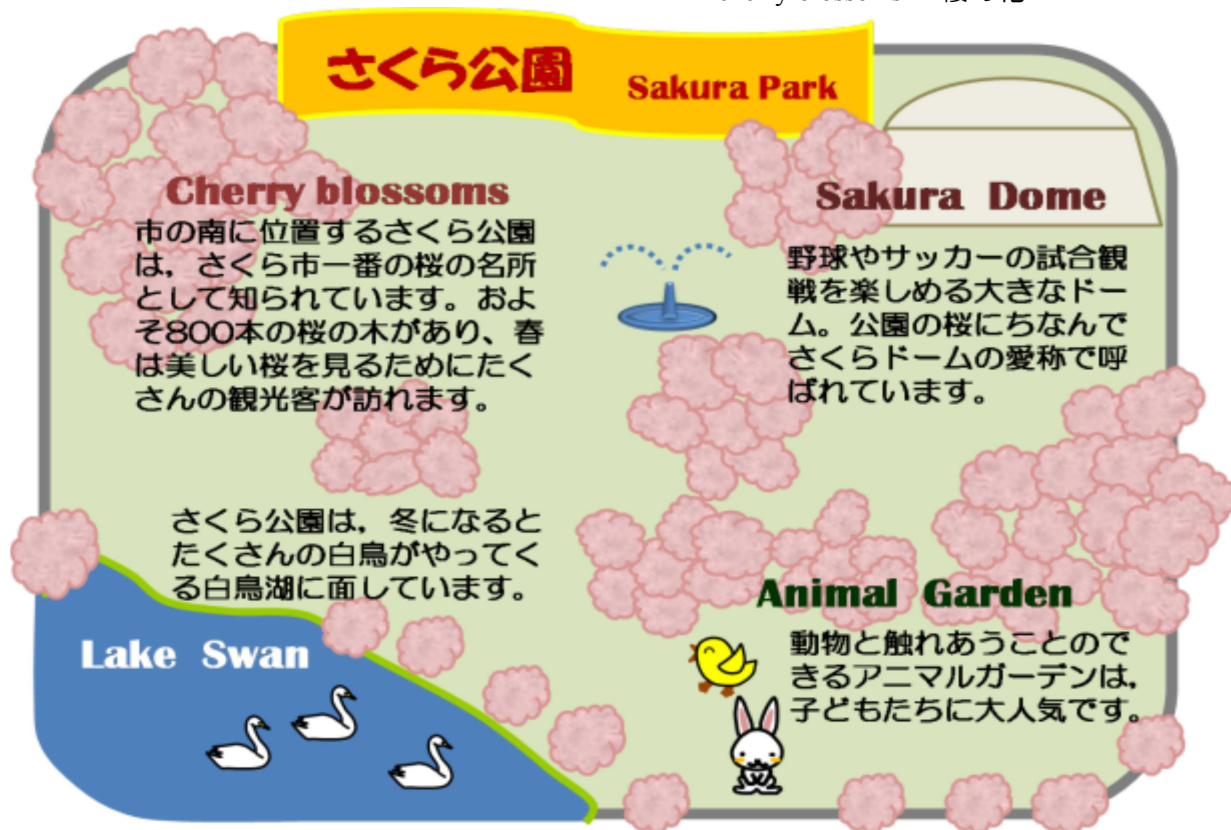 さくら公園 Sakura Park
Cherry blossoms
市の南に位置するさくら公園
は，さくら市一番の桜の名所
として知られています。およ
そ800本の桜の木があり、春
は美しい桜を見るためにたく
さんの観光客が訪れます。
Sakura Dome
野球やサッカーの試合観
戦を楽しめる大きなドー
ム。公園の桜にちなんで
さくらドームの愛称で呼
ばれています。
さくら公園は，冬になると
たくさんの白鳥がやってく
る白鳥湖に面しています。
Lake Swan
Animal Garden
動物と触れあうことので
きるアニマルガーデンは，
子どもたちに大人気です。